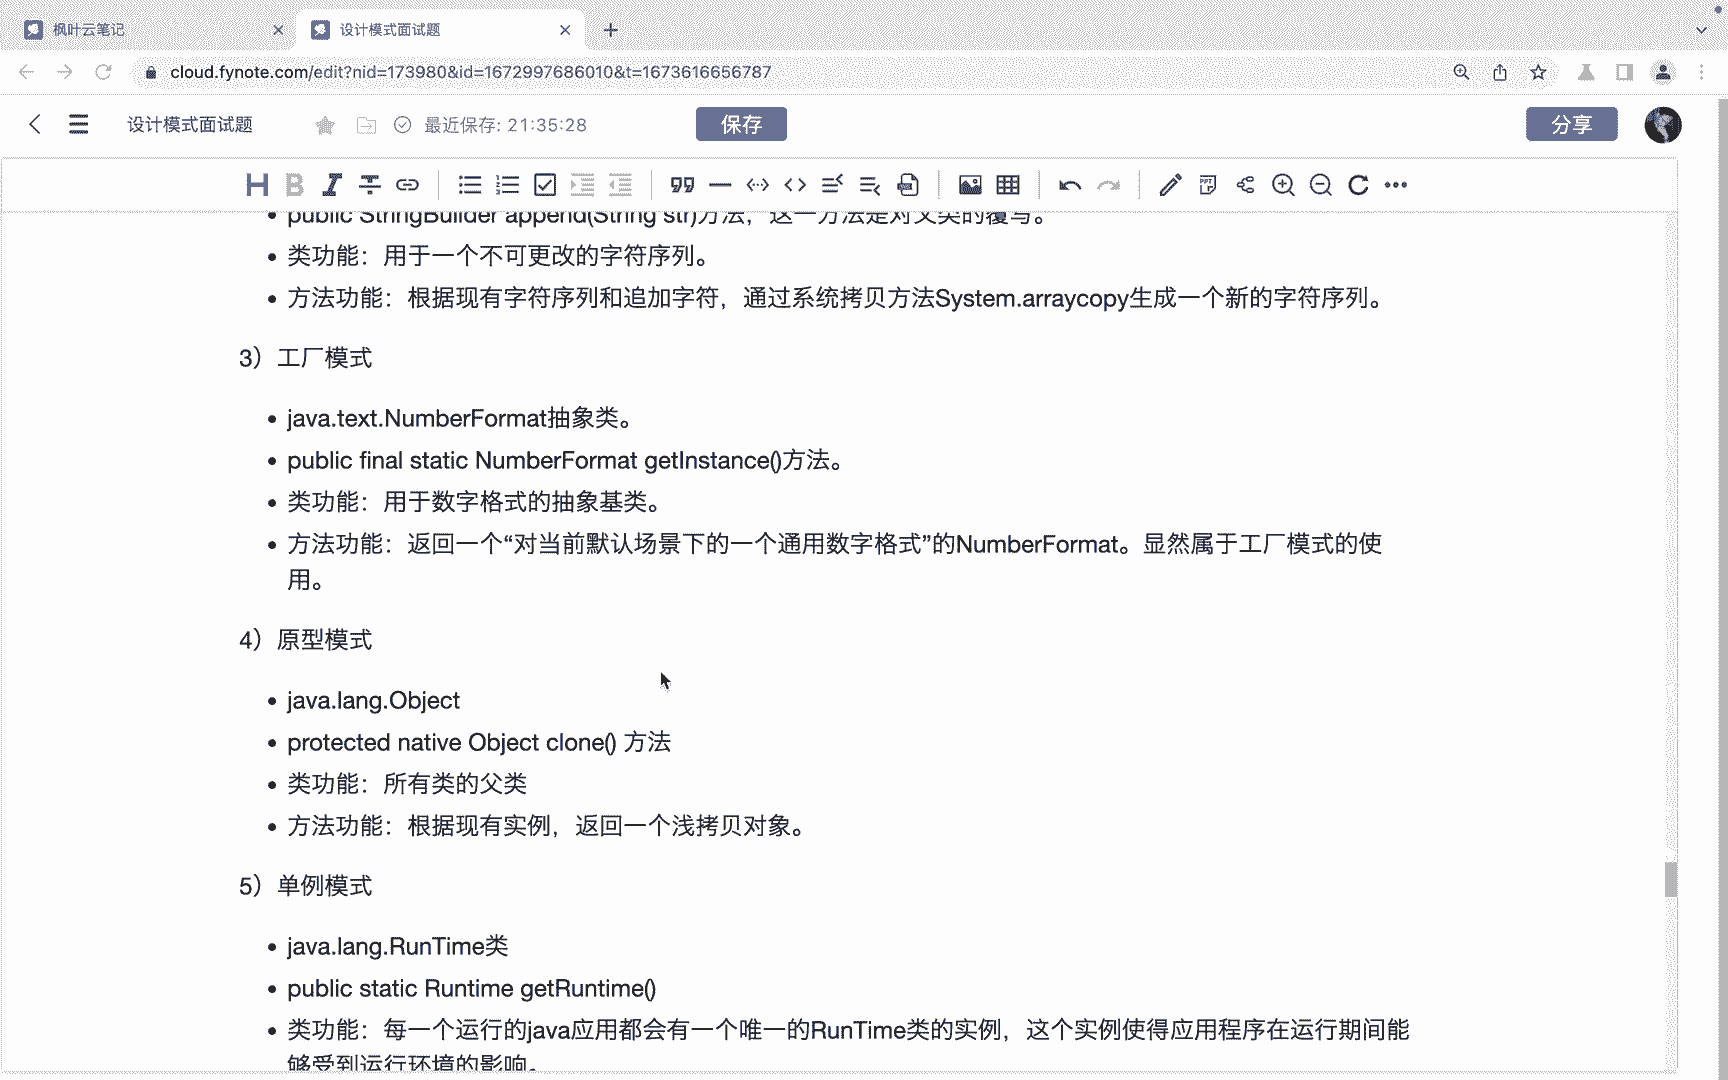 枫叶云笔记
设计模式面试题
cloud.fynote.com/edit?nid=173980&id=1672997686010&t=1673616656787
设计模式面试题
最近保存: 21:35:28
保存
分享
public StringBuilder append(String str)方法，这一方法是对父类的覆写。
类功能：用于一个不可更改的字符序列。
方法功能：根据现有字符序列和追加字符，通过系统拷贝方法System.arraycopy生成一个新的字符序列。
3）工厂模式
java.text.NumberFormat抽象类。
public final static NumberFormat getInstance()方法。
类功能：用于数字格式的抽象基类。
方法功能：返回一个“对当前默认场景下的一个通用数字格式”的NumberFormat。显然属于工厂模式的使
用。
4）原型模式
java.lang.Object
protected native Object clone() 方法
类功能：所有类的父类
方法功能：根据现有实例，返回一个浅拷贝对象。
5）单例模式
java.lang.RunTime类
public static Runtime getRuntime()
类功能：每一个运行的java应用都会有一个唯一的RunTime类的实例，这个实例使得应用程序在运行期间能
够受到运行环境的影响。